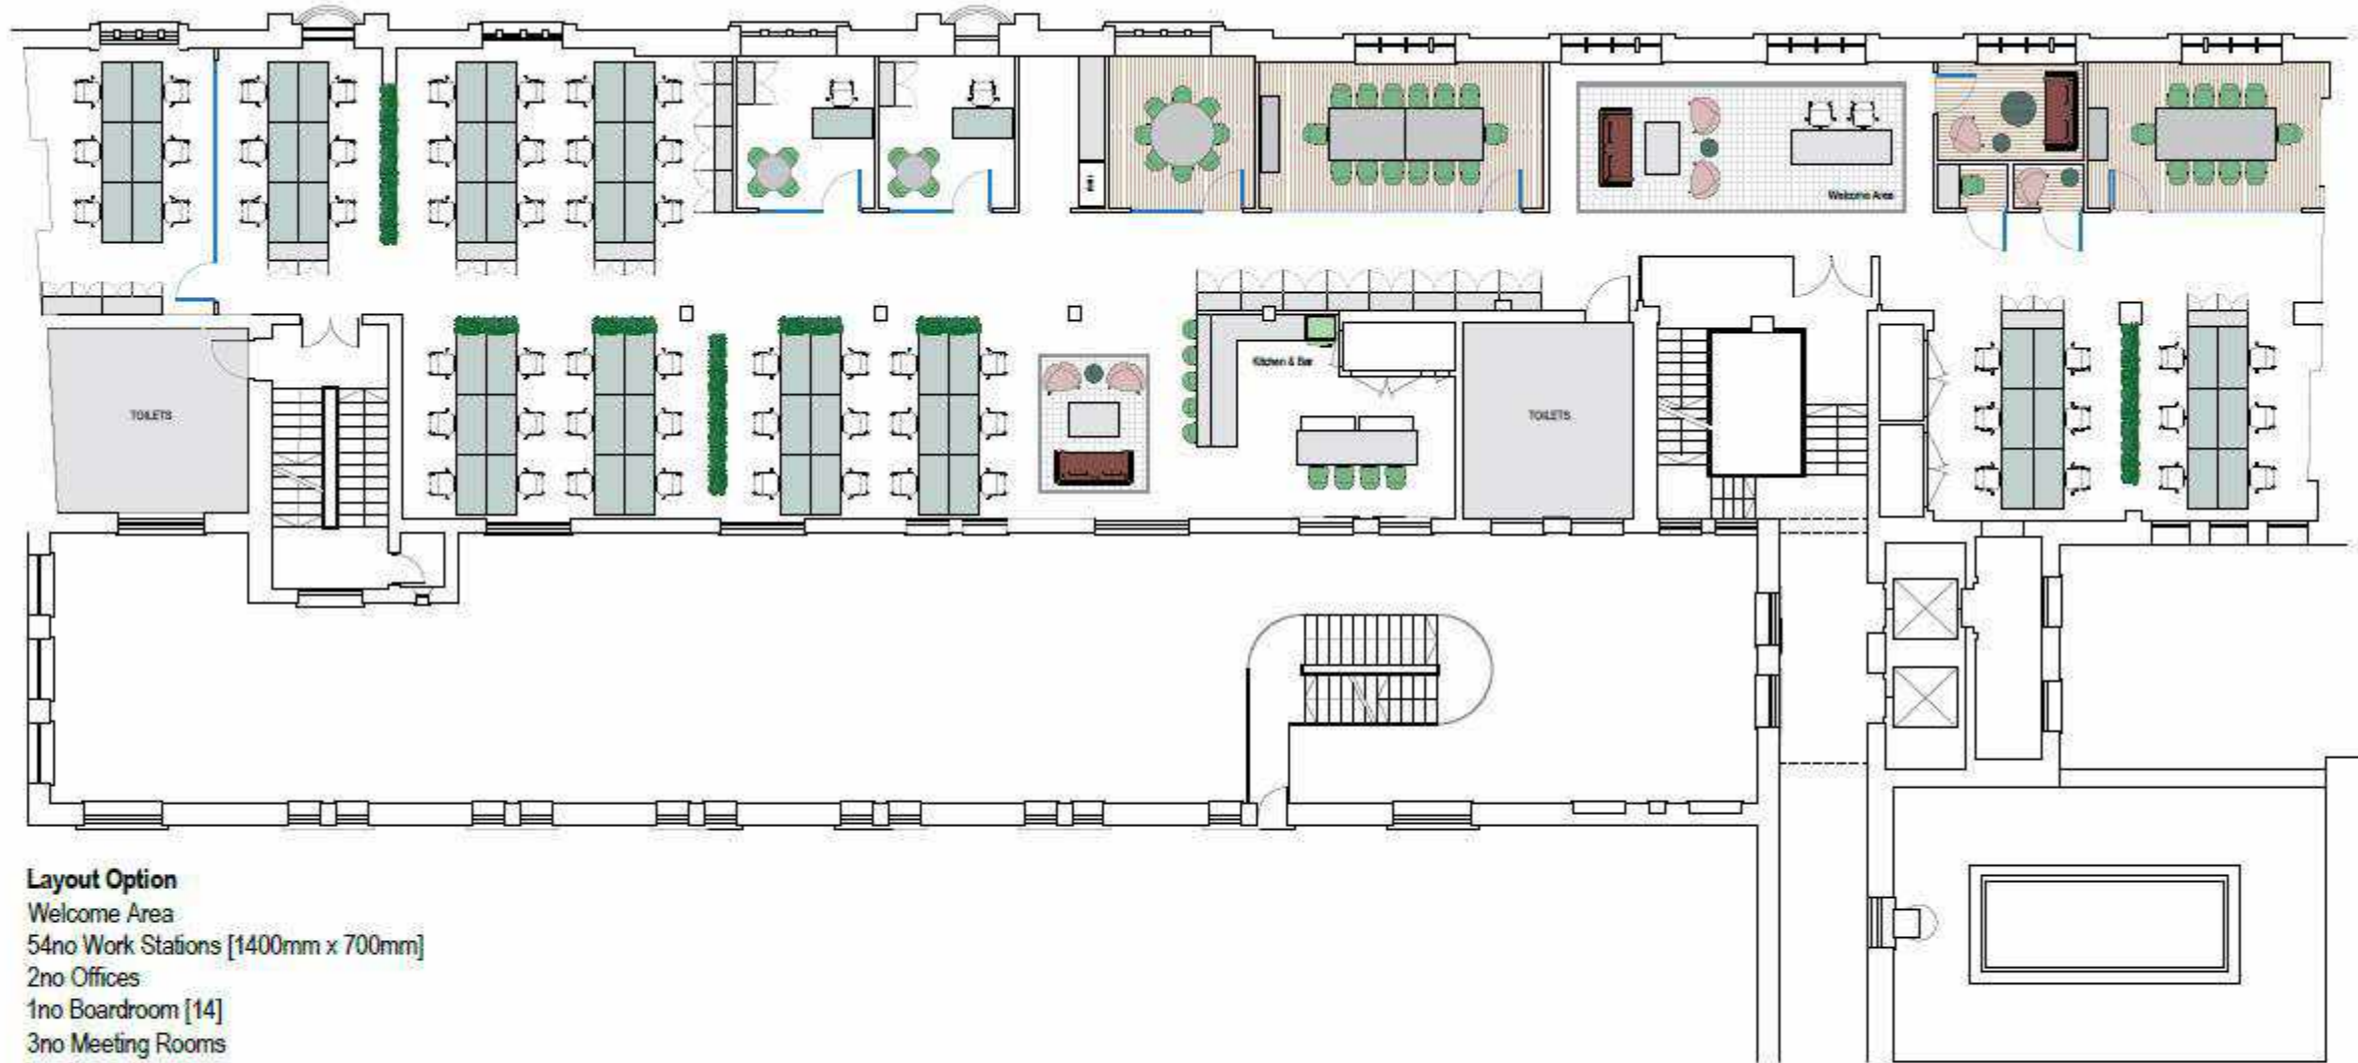 Welcome Area
Kitchen & Bar
TOILETS
TOILETS
Layout Option
Welcome Area
54no Work Stations [1400mm x 700mm]
2no Offices
1no Boardroom [14]
3no Meeting Rooms